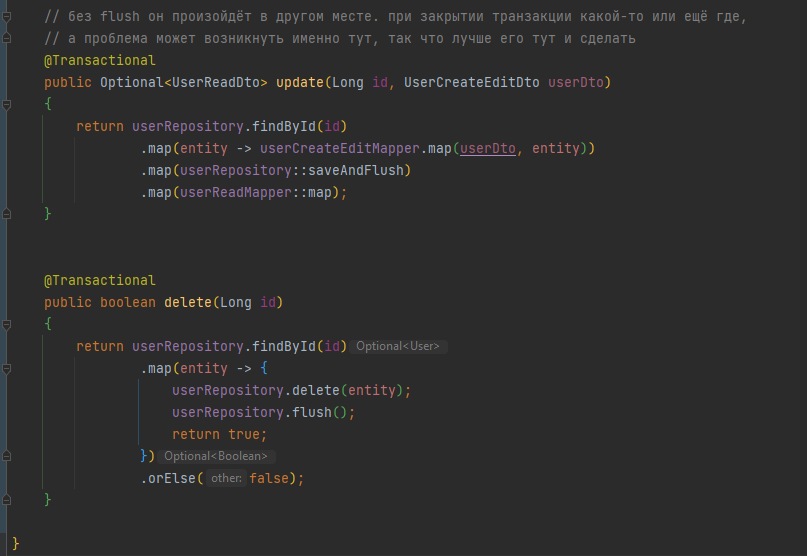 // без flush он произойдёт в другом месте. при закрытии транзакции какой-то или ещё где,
// а проблема может возникнуть именно тут, так что лучше его тут и сделать
@Transactional
public Optional<UserReadDto> update(Long id, UserCreateEditDto userDto)
{
return userRepository.findById(id)
.map(entity -> userCreateEditMapper.map(userDto, entity))
.map(userRepository::saveAndFlush)
.map(userReadMapper::map);
}
@Transactional
public boolean delete(Long id)
{
return userRepository.findById(id) Optional<User>
.map(entity -> {
userRepository.delete(entity);
userRepository.flush();
return true;
}) Optional<Boolean>
.orElse( other: false);
}
}